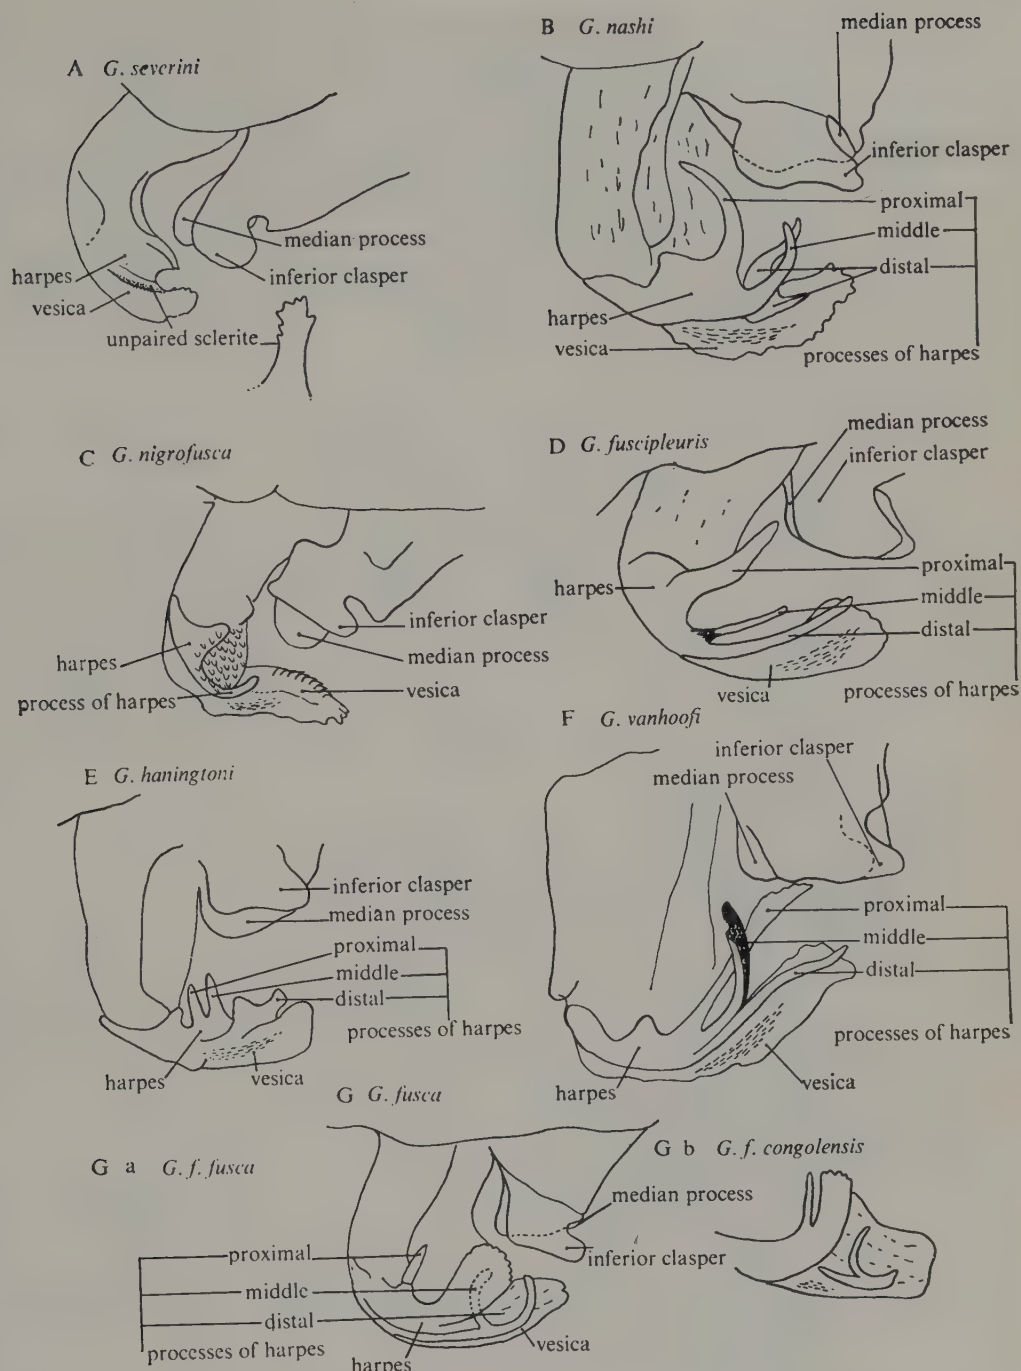 A G. severini
median process
inferior clasper
harpes
vesica
unpaired sclerite
B G. nashi
median process
inferior clasper
proximal
middle
distal
harpes
vesica
processes of harpes
C G. nigrofusca
inferior clasper
median process
harpes
process of harpes
vesica
D G. fuscipleuris
median process
inferior clasper
proximal
harpes
middle
distal
vesica
processes of harpes
E G. haningtoni
inferior clasper
median process
proximal
middle
distal
processes of harpes
harpes
vesica
F G. vanhoofi
inferior clasper
median process
proximal
middle
distal
processes of harpes
harpes
vesica
G G. fusca
G a G. f. fusca
median process
proximal
inferior clasper
middle
distal
vesica
processes of harpes
harpes
G b G. f. congolensis